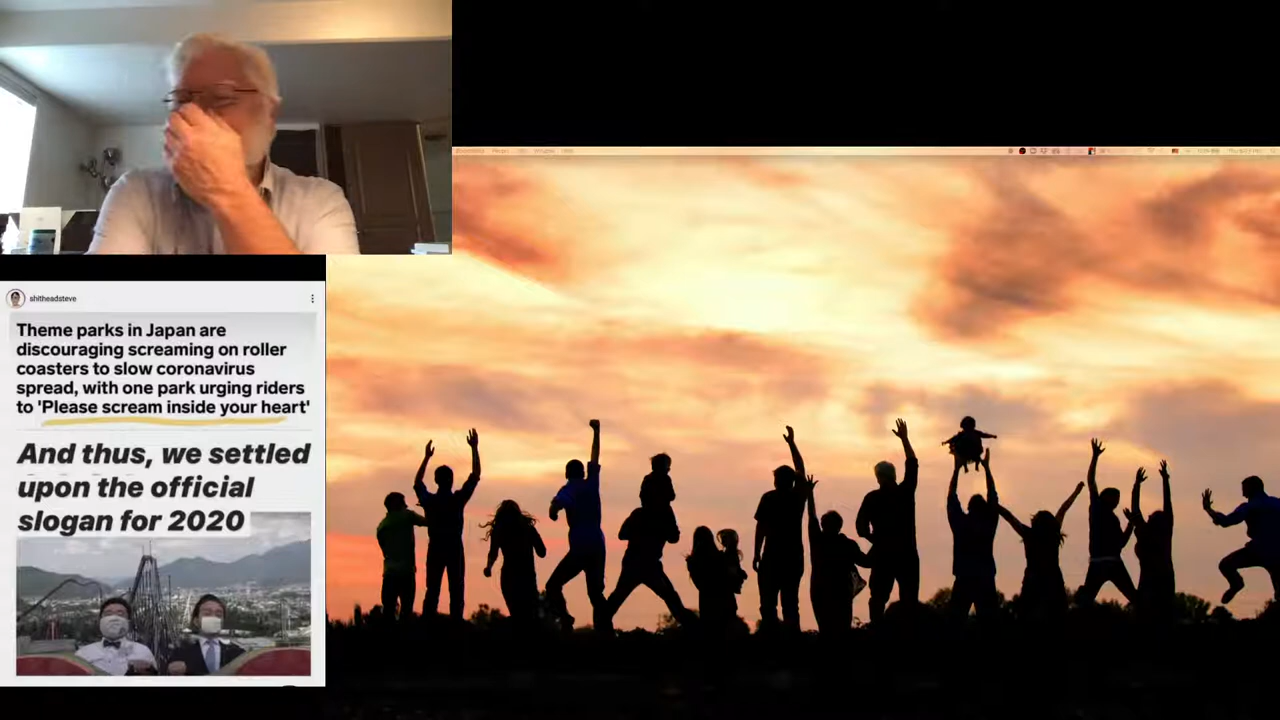 shitheadsteve
Theme parks in Japan are
discouraging screaming on roller
coasters to slow coronavirus
spread, with one park urging riders
to 'Please scream inside your heart'
And thus, we settled
upon the official
slogan for 2020